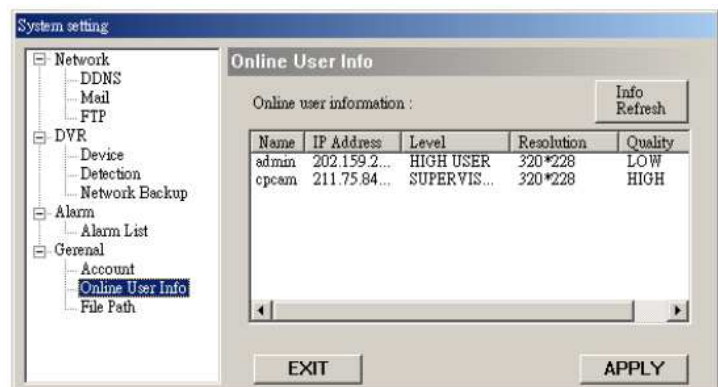 System setting
Network
DDNS
Mail
FTP
DVR
Device
Detection
Network Backup
Alarm
Alarm List
Gerenal
Account
Online User Info
File Path
Online User Info
Online user information :
Info
Refresh
Name IP Address Level Resolution Quality
admin 202.159.2... HIGH USER 320*228 LOW
cpcam 211.75.84... SUPERVIS... 320*228 HIGH
EXIT APPLY